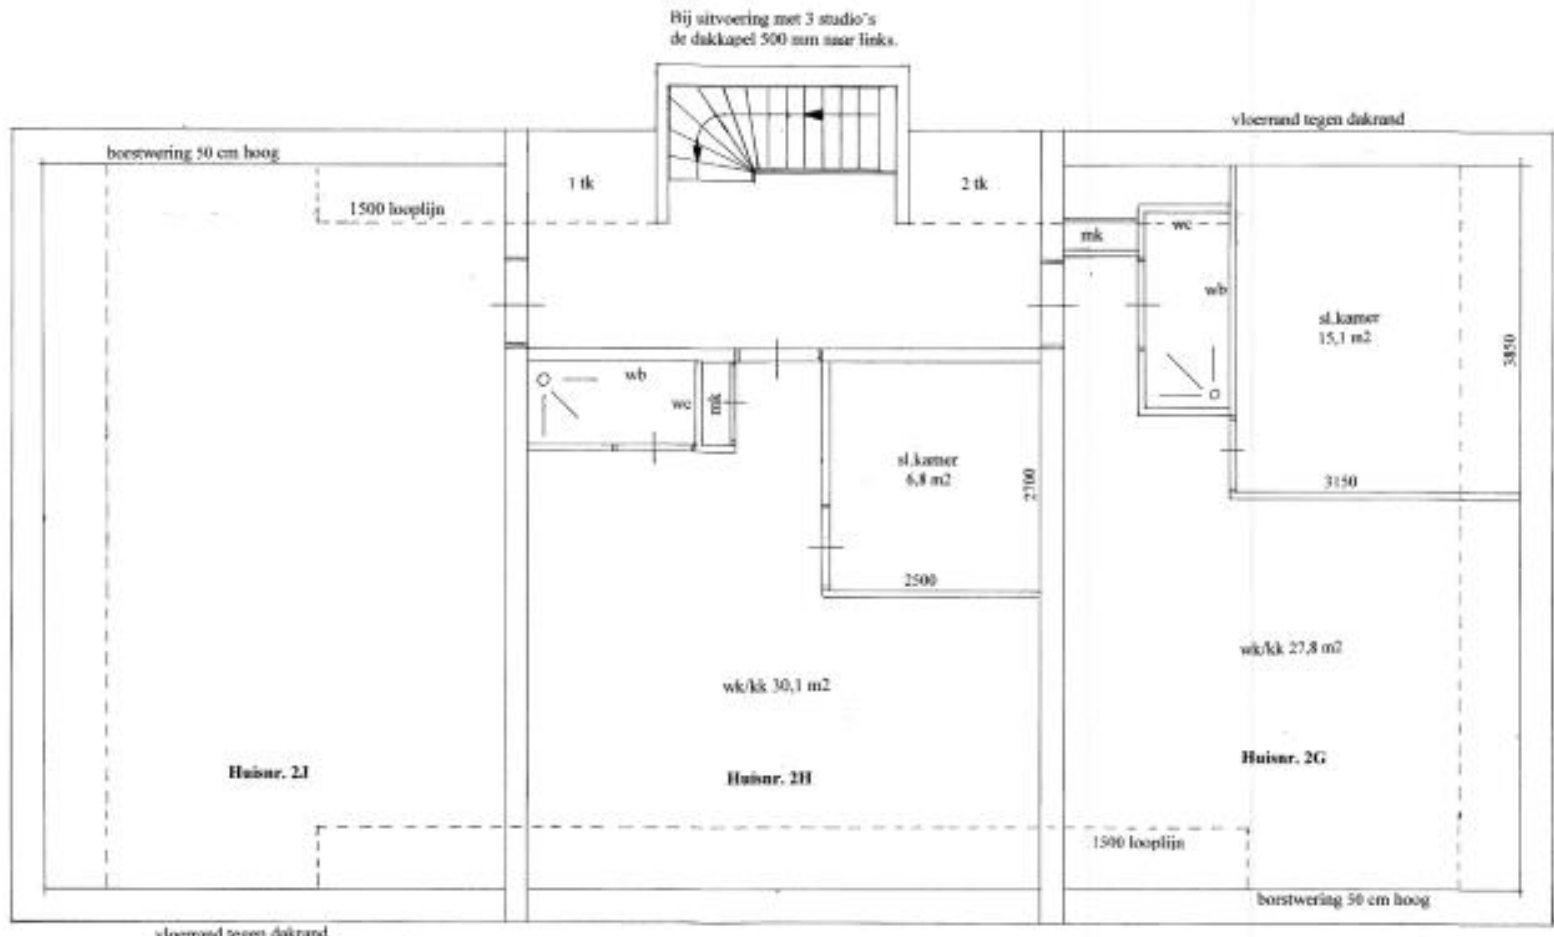 Bij uitvoering met 3 studio's
de dakkapel 500 mm naar links.
vloerrand tegen dakrand
borstwering 50 cm hoog
1 tk
2 tk
1500 looplijn
mk
wc
wb
sl.kamer
15,1 m2
3850
wb
wc
mk
sl.kamer
6,8 m2
2700
3150
2500
wk/kk 27,8 m2
wk/kk 30,1 m2
Huisnr. 2J
Huisnr. 2H
Huisnr. 2G
1500 looplijn
borstwering 50 cm hoog
vloerrand tegen dakrand